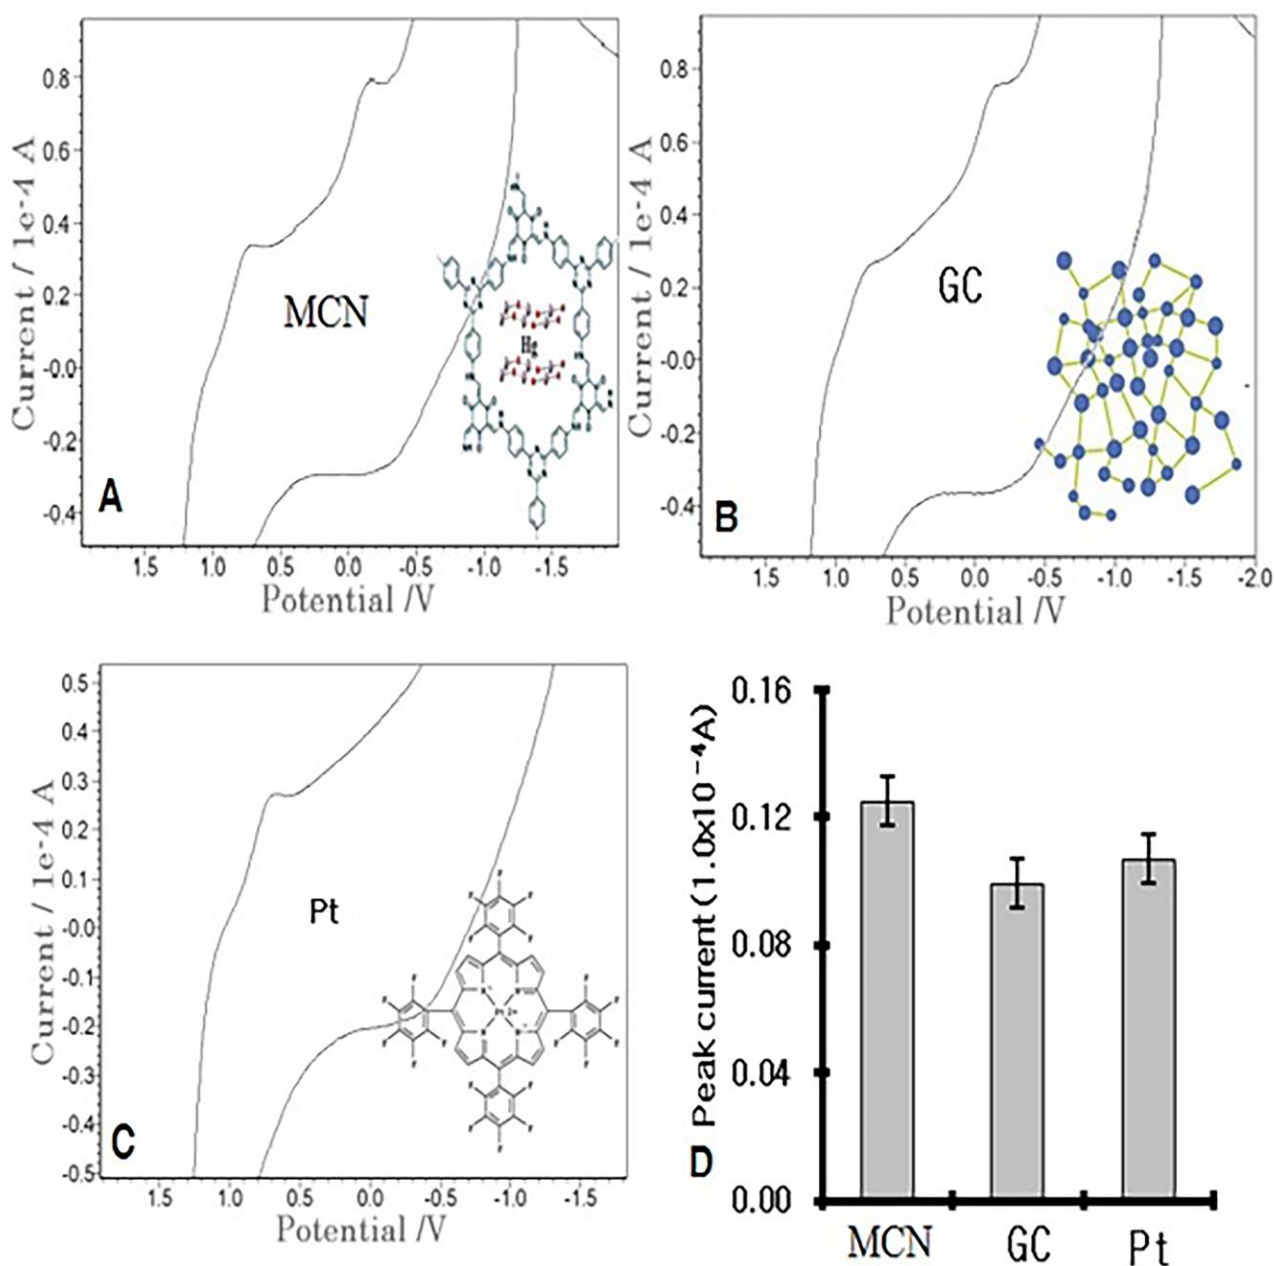 0.8
0.6
0.4
0.2
-0.0
-0.2
-0.4
Current / 1e-4 A
MCN
Hg
A
1.5 1.0 0.5 0.0 -0.5 -1.0 -1.5
Potential /V
0.8
0.6
0.4
0.2
-0.0
-0.2
-0.4
Current / 1e-4 A
GC
B
1.5 1.0 0.5 0.0 -0.5 -1.0 -1.5 -2.0
Potential /V
0.5
0.4
0.3
0.2
0.1
-0.0
-0.1
-0.2
-0.3
-0.4
-0.5
Current / 1e-4 A
Pt
C
1.5 1.0 0.5 0.0 -0.5 -1.0 -1.5
Potential /V
0.16
0.12
0.08
0.04
0.00
Peak current (1.0x10⁻⁴A)
D
MCN GC Pt